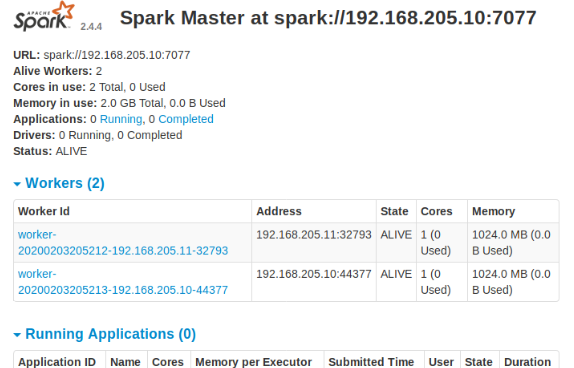 APACHE
Spark 2.4.4 Spark Master at spark://192.168.205.10:7077
URL: spark://192.168.205.10:7077
Alive Workers: 2
Cores in use: 2 Total, 0 Used
Memory in use: 2.0 GB Total, 0.0 B Used
Applications: 0 Running, 0 Completed
Drivers: 0 Running, 0 Completed
Status: ALIVE
Workers (2)
Worker Id Address State Cores Memory
worker- 192.168.205.11:32793 ALIVE 1 (0 1024.0 MB (0.0
20200203205212-192.168.205.11-32793 Used) B Used)
worker- 192.168.205.10:44377 ALIVE 1 (0 1024.0 MB (0.0
20200203205213-192.168.205.10-44377 Used) B Used)
Running Applications (0)
Application ID Name Cores Memory per Executor Submitted Time User State Duration